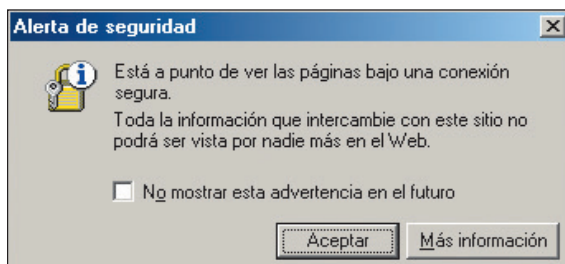 Alerta de seguridad
Está a punto de ver las páginas bajo una conexión
segura.
Toda la información que intercambie con este sitio no
podrá ser vista por nadie más en el Web.
No mostrar esta advertencia en el futuro
Aceptar
Más información